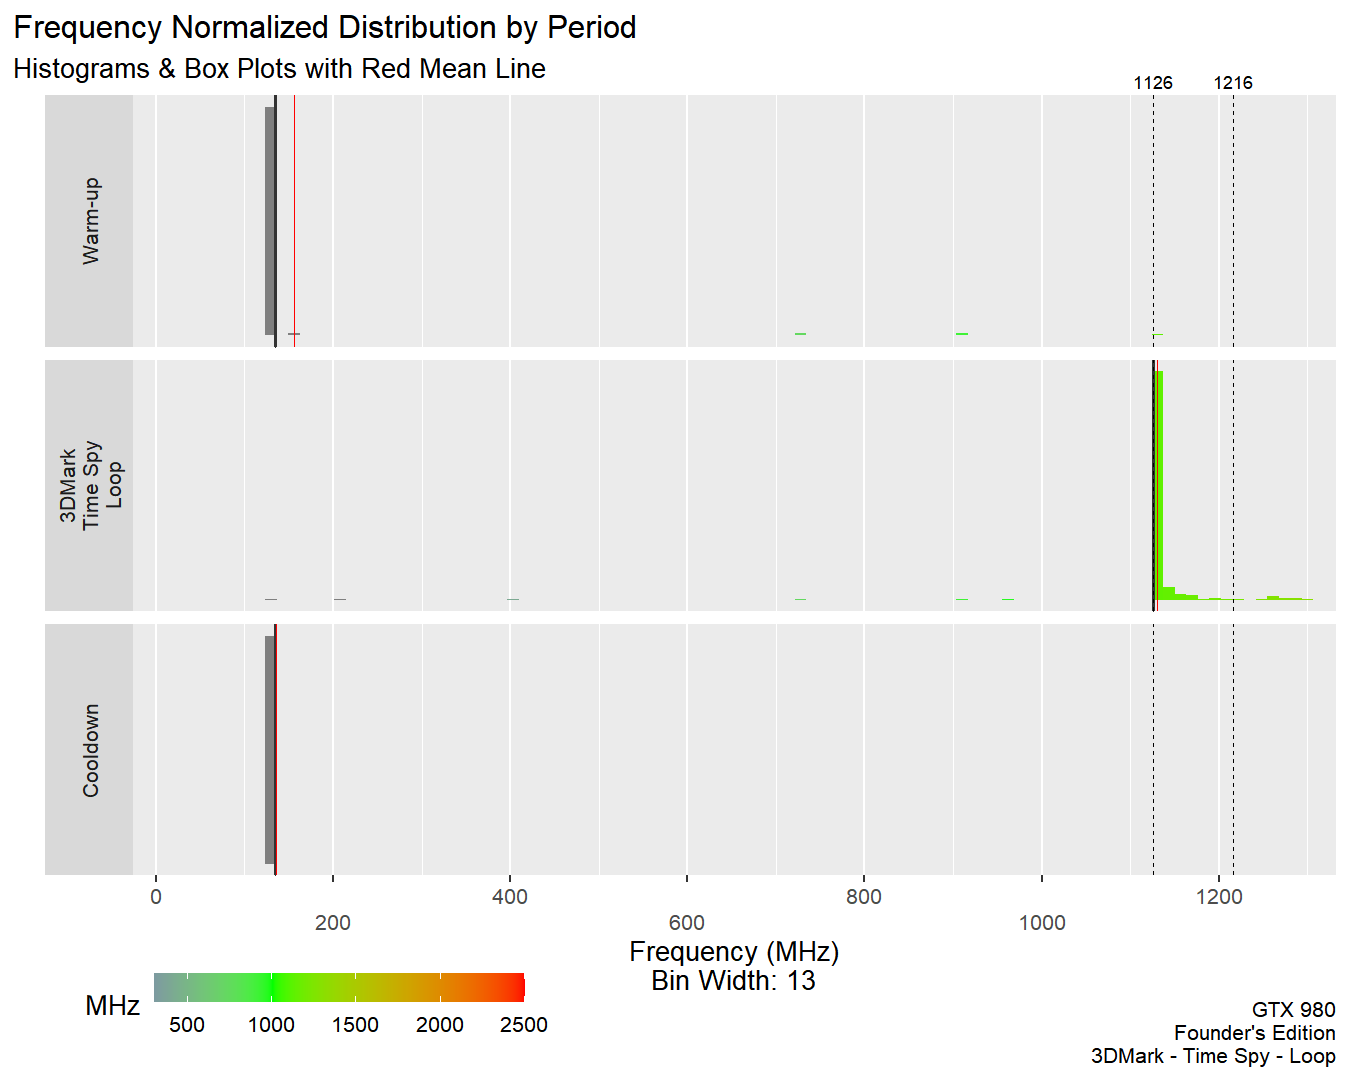 Frequency Normalized Distribution by Period
Histograms & Box Plots with Red Mean Line
1126 1216
Warm-up
3DMark
Time Spy
Loop
Cooldown
0 400 800 1200
200 600 1000
Frequency (MHz)
Bin Width: 13
MHz
500 1000 1500 2000 2500
GTX 980
Founder's Edition
3DMark - Time Spy - Loop